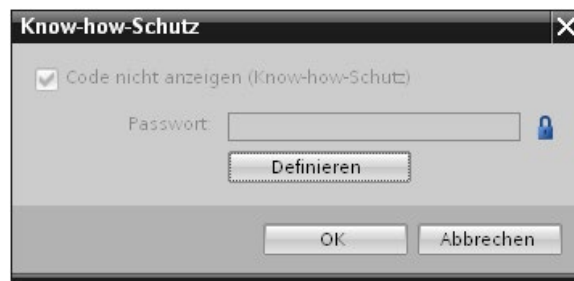 Know-how-Schutz
Code nicht anzeigen (Know-how-Schutz)
Passwort:
Definieren
OK
Abbrechen